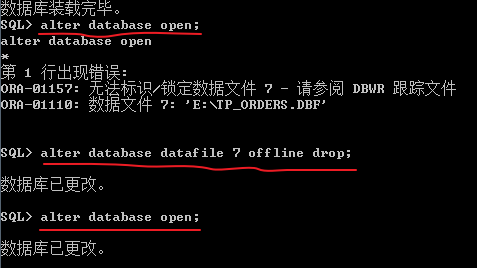 数据库装载完毕。
SQL> alter database open;
alter database open
*
第 1 行出现错误:
ORA-01157: 无法标识/锁定数据文件 7 - 请参阅 DBWR 跟踪文件
ORA-01110: 数据文件 7: 'E:\TP_ORDERS.DBF'
SQL> alter database datafile 7 offline drop;
数据库已更改。
SQL> alter database open;
数据库已更改。